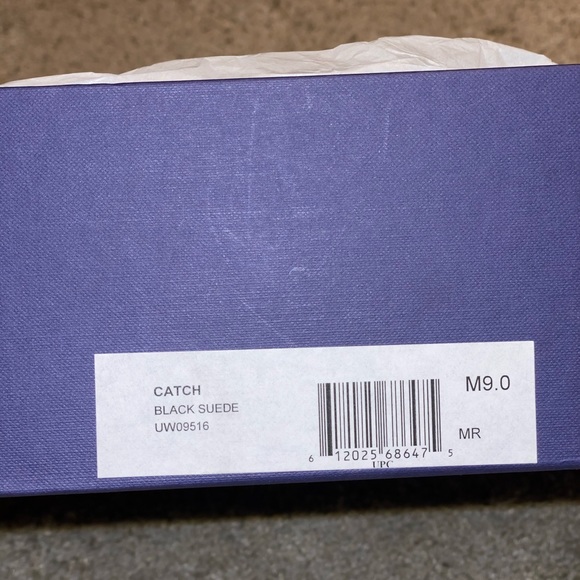 CATCH
BLACK SUEDE
UW09516
M9.0
MR
6 12025 68647 5
UPC